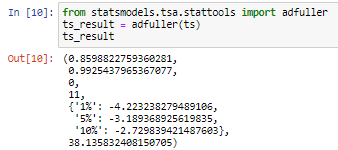 In [10]: from statsmodels.tsa.stattools import adfuller
ts_result = adfuller(ts)
ts_result
Out[10]: (0.8598822759360281,
0.9925437965367077,
0,
11,
{'1%': -4.223238279489106,
'5%': -3.189368925619835,
'10%': -2.729839421487603},
38.135832408150705)